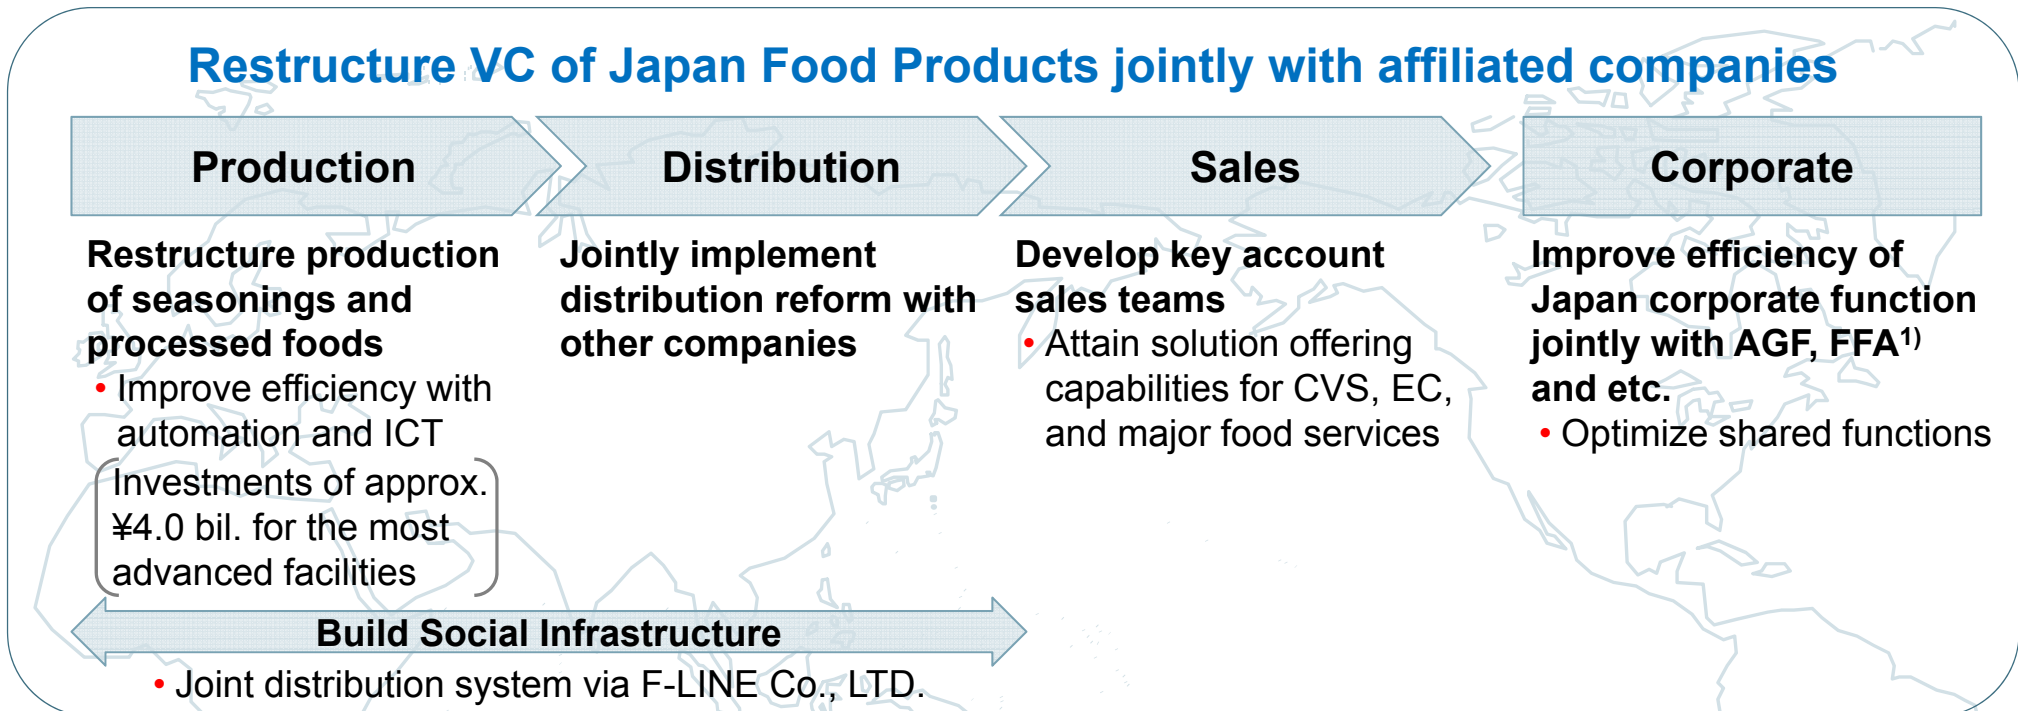 Restructure VC of Japan Food Products jointly with affiliated companies
Production
Restructure production
of seasonings and
processed foods
• Improve efficiency with
automation and ICT
Investments of approx.
¥4.0 bil. for the most
advanced facilities
Distribution
Jointly implement
distribution reform with
other companies
Build Social Infrastructure
• Joint distribution system via F-LINE Co., LTD.
Sales
Develop key account
sales teams
• Attain solution offering
capabilities for CVS, EC,
and major food services
Corporate
Improve efficiency of
Japan corporate function
jointly with AGF, FFA¹⁾
and etc.
• Optimize shared functions